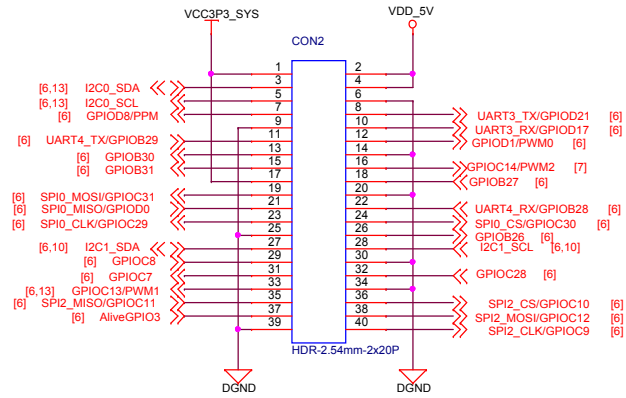 VCC3P3_SYS VDD_5V
CON2
1 2
[6,13] I2C0_SDA 3 4
[6,13] I2C0_SCL 5 6
[6] GPIOD8/PPM 7 8 UART3_TX/GPIOD21 [6]
9 10 UART3_RX/GPIOD17 [6]
[6] UART4_TX/GPIOB29 11 12 GPIOD1/PWM0 [6]
[6] GPIOB30 13 14
[6] GPIOB31 15 16 GPIOC14/PWM2 [7]
17 18 GPIOB27 [6]
[6] SPI0_MOSI/GPIOC31 19 20
[6] SPI0_MISO/GPIOD0 21 22 UART4_RX/GPIOB28 [6]
[6] SPI0_CLK/GPIOC29 23 24 SPI0_CS/GPIOC30 [6]
25 26 GPIOB26 [6]
[6,10] I2C1_SDA 27 28 I2C1_SCL [6,10]
[6] GPIOC8 29 30
[6] GPIOC7 31 32 GPIOC28 [6]
[6,13] GPIOC13/PWM1 33 34
[6] SPI2_MISO/GPIOC11 35 36 SPI2_CS/GPIOC10 [6]
[6] AliveGPIO3 37 38 SPI2_MOSI/GPIOC12 [6]
39 40 SPI2_CLK/GPIOC9 [6]
HDR-2.54mm-2x20P
DGND DGND